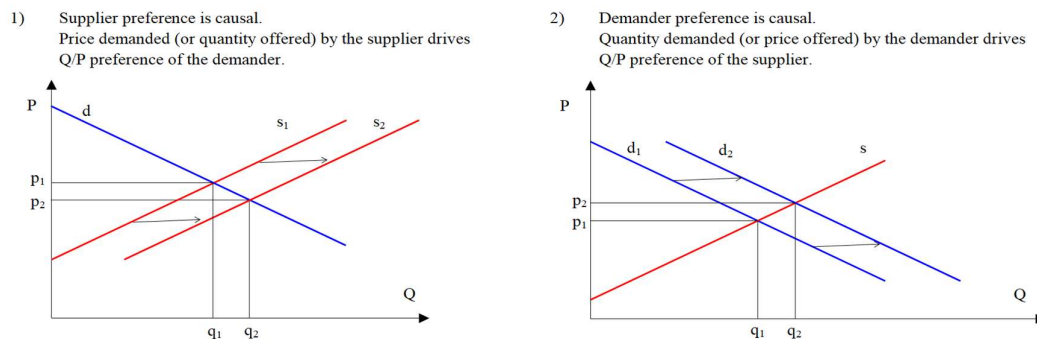 1) Supplier preference is causal.
Price demanded (or quantity offered) by the supplier drives
Q/P preference of the demander.
P
d
s1
s2
p1
p2
Q
q1
q2
2) Demander preference is causal.
Quantity demanded (or price offered) by the demander drives
Q/P preference of the supplier.
P
d1
d2
s
p2
p1
Q
q1
q2